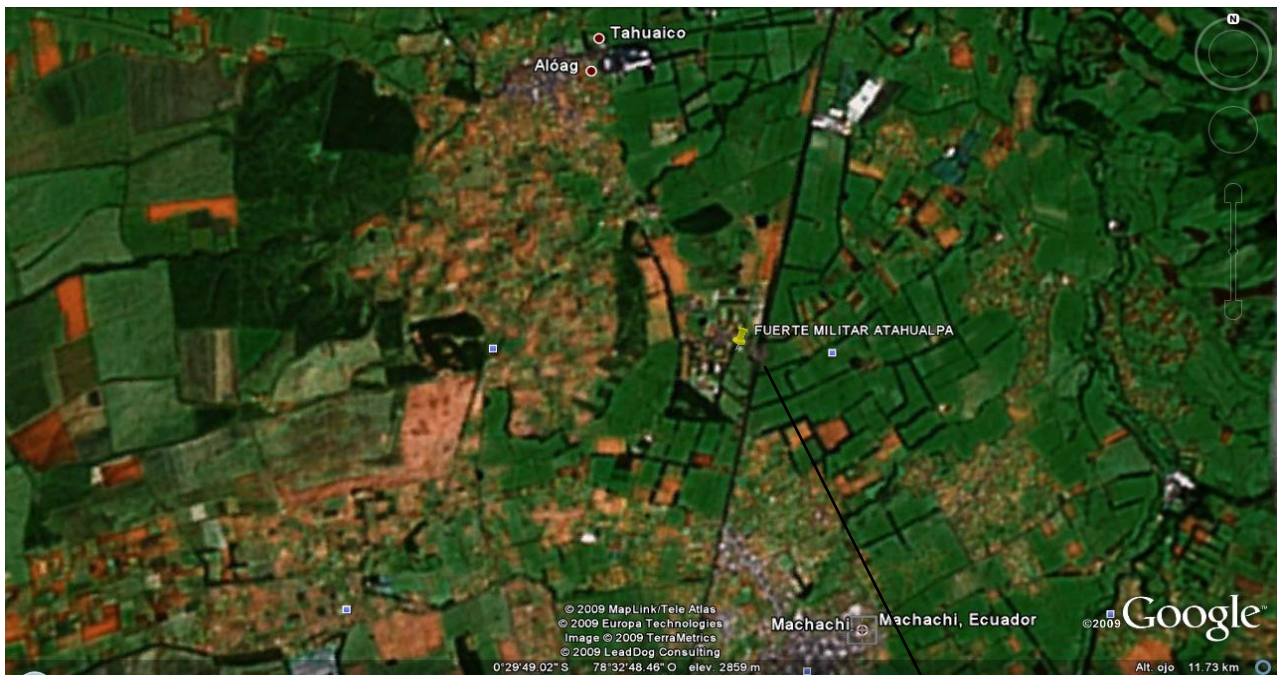 N
Tahuaico
Alóag
FUERTE MILITAR ATAHUALPA
© 2009 MapLink/Tele Atlas
© 2009 Europa Technologies
Image © 2009 TerraMetrics
© 2009 LeadDog Consulting
Machachi
Machachi, Ecuador
©2009 Google™
0°29'49.02" S 78°32'48.46" O elev. 2859 m
Alt. ojo 11.73 km